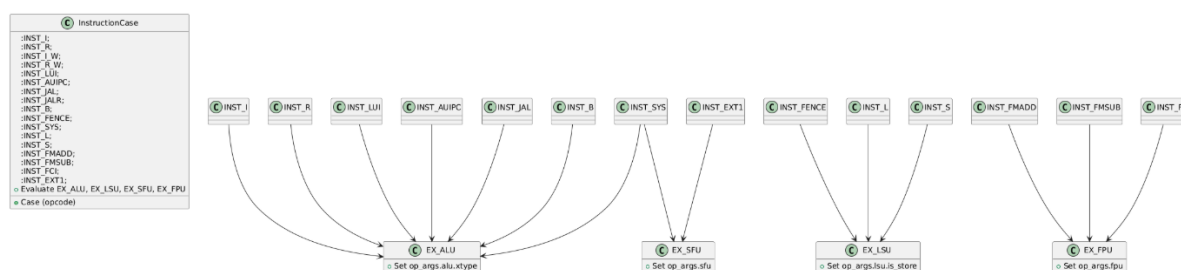 C InstructionCase
:INST_I;
:INST_R;
:INST_I_W;
:INST_R_W;
:INST_LUI;
:INST_AUIPC;
:INST_JAL;
:INST_JALR;
:INST_B;
:INST_FENCE;
:INST_SYS;
:INST_L;
:INST_S;
:INST_FMADD;
:INST_FMSUB;
:INST_FCI;
:INST_EXT1;
Evaluate EX_ALU, EX_LSU, EX_SFU, EX_FPU
Case (opcode)
C INST_I
C INST_R
C INST_LUI
C INST_AUIPC
C INST_JAL
C INST_B
C INST_SYS
C INST_EXT1
C INST_FENCE
C INST_L
C INST_S
C INST_FMADD
C INST_FMSUB
C INST_F
C EX_ALU
Set op_args.alu.xtype
C EX_SFU
Set op_args.sfu
C EX_LSU
Set op_args.lsu.is_store
C EX_FPU
Set op_args.fpu